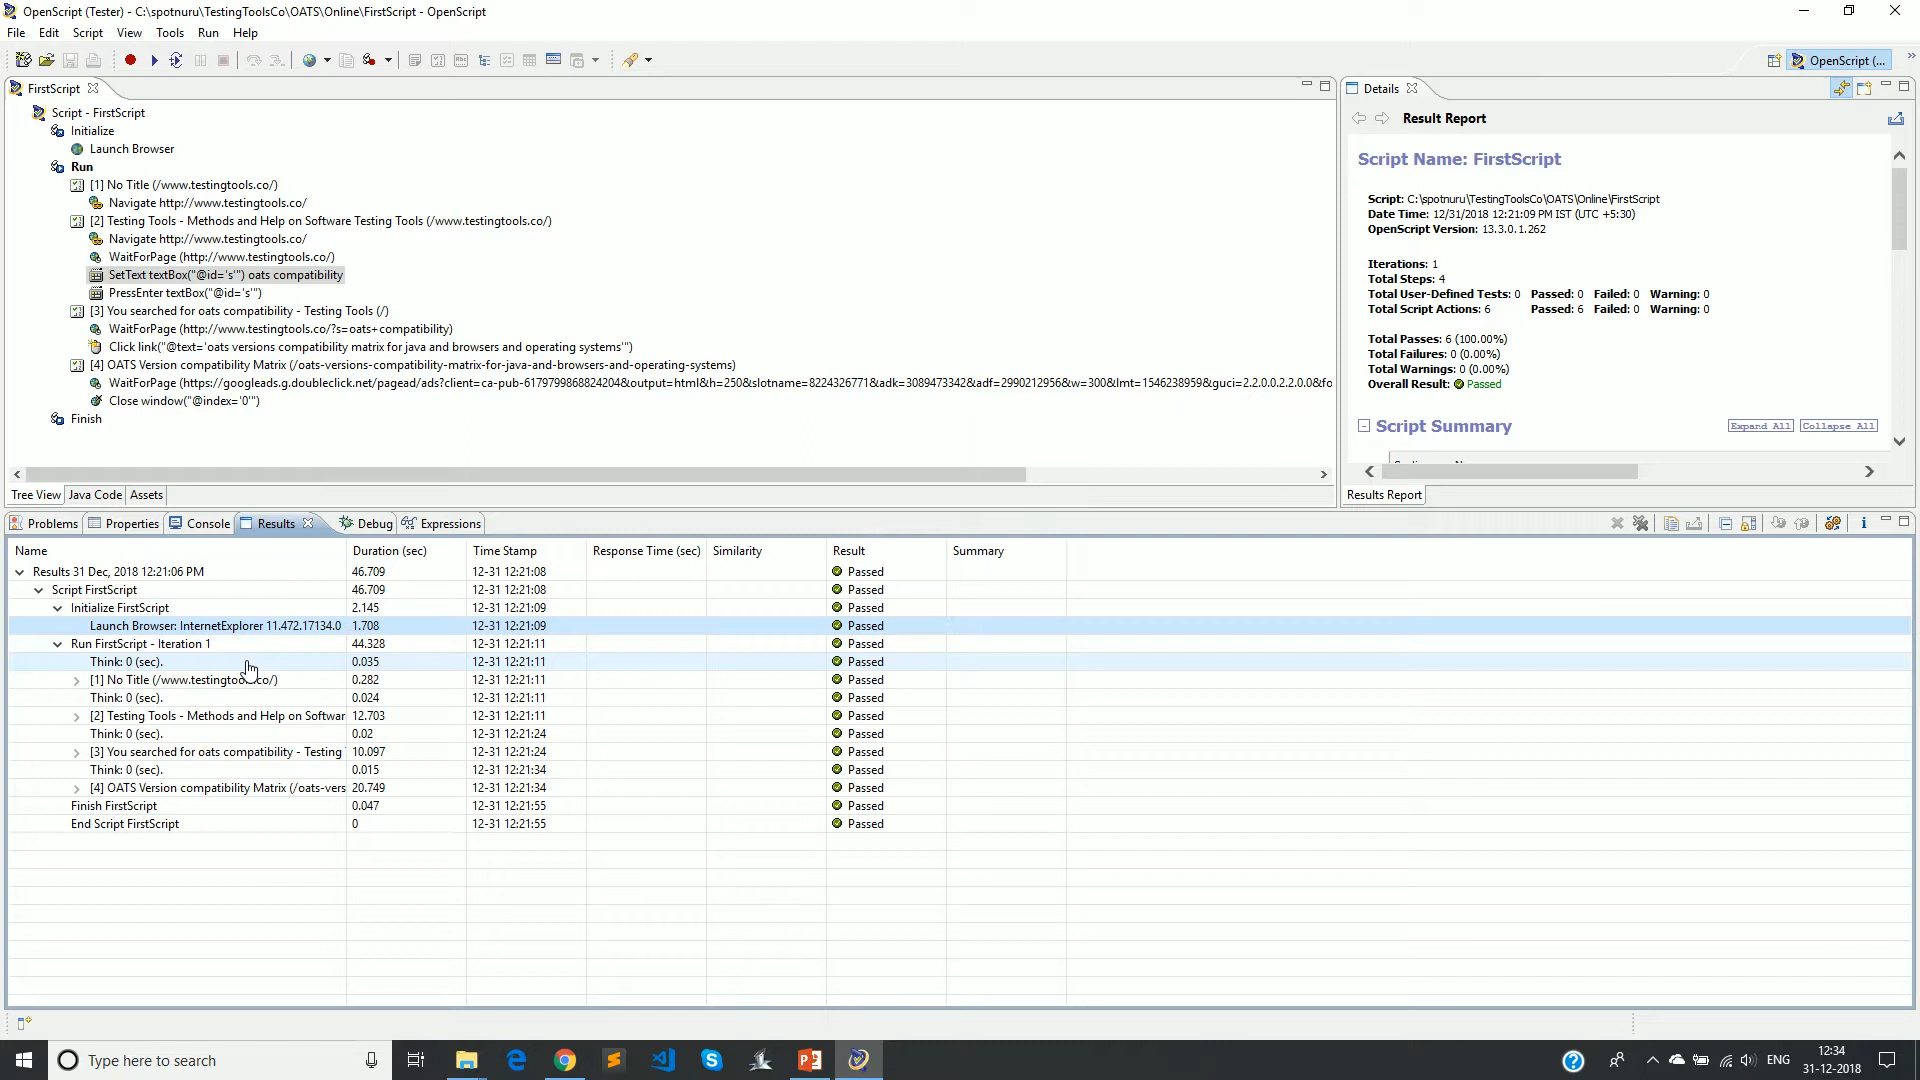 OpenScript (Tester) - C:\spotnuru\TestingToolsCo\OATS\Online\FirstScript - OpenScript
File Edit Script View Tools Run Help
OpenScript (...
FirstScript
Script - FirstScript
Initialize
Launch Browser
Run
[1] No Title (/www.testingtools.co/)
Navigate http://www.testingtools.co/
[2] Testing Tools - Methods and Help on Software Testing Tools (/www.testingtools.co/)
Navigate http://www.testingtools.co/
WaitForPage (http://www.testingtools.co/)
SetText textBox("@id='s'") oats compatibility
PressEnter textBox("@id='s'")
[3] You searched for oats compatibility - Testing Tools (/)
WaitForPage (http://www.testingtools.co/?s=oats+compatibility)
Click link("@text='oats versions compatibility matrix for java and browsers and operating systems'")
[4] OATS Version compatibility Matrix (/oats-versions-compatibility-matrix-for-java-and-browsers-and-operating-systems)
WaitForPage (https://googleads.g.doubleclick.net/pagead/ads?client=ca-pub-6179799868824204&output=html&h=250&slotname=8224326771&adk=3089473342&adf=2990212956&w=300&lmt=1546238959&guci=2.2.0.0.2.2.0.0&fo
Close window("@index='0'")
Finish
Tree View Java Code Assets
Details
Result Report
Script Name: FirstScript
Script: C:\spotnuru\TestingToolsCo\OATS\Online\FirstScript
Date Time: 12/31/2018 12:21:09 PM IST (UTC +5:30)
OpenScript Version: 13.3.0.1.262
Iterations: 1
Total Steps: 4
Total User-Defined Tests: 0 Passed: 0 Failed: 0 Warning: 0
Total Script Actions: 6 Passed: 6 Failed: 0 Warning: 0
Total Passes: 6 (100.00%)
Total Failures: 0 (0.00%)
Total Warnings: 0 (0.00%)
Overall Result: Passed
Script Summary Expand All Collapse All
Results Report
Problems Properties Console Results Debug Expressions
Name Duration (sec) Time Stamp Response Time (sec) Similarity Result Summary
Results 31 Dec, 2018 12:21:06 PM 46.709 12-31 12:21:08 Passed
Script FirstScript 46.709 12-31 12:21:08 Passed
Initialize FirstScript 2.145 12-31 12:21:09 Passed
Launch Browser: InternetExplorer 11.472.17134.0 1.708 12-31 12:21:09 Passed
Run FirstScript - Iteration 1 44.328 12-31 12:21:11 Passed
Think: 0 (sec). 0.035 12-31 12:21:11 Passed
[1] No Title (/www.testingtools.co/) 0.282 12-31 12:21:11 Passed
Think: 0 (sec). 0.024 12-31 12:21:11 Passed
[2] Testing Tools - Methods and Help on Softwar 12.703 12-31 12:21:11 Passed
Think: 0 (sec). 0.02 12-31 12:21:24 Passed
[3] You searched for oats compatibility - Testing 10.097 12-31 12:21:24 Passed
Think: 0 (sec). 0.015 12-31 12:21:34 Passed
[4] OATS Version compatibility Matrix (/oats-vers 20.749 12-31 12:21:34 Passed
Finish FirstScript 0.047 12-31 12:21:55 Passed
End Script FirstScript 0 12-31 12:21:55 Passed
Type here to search
ENG
12:34
31-12-2018